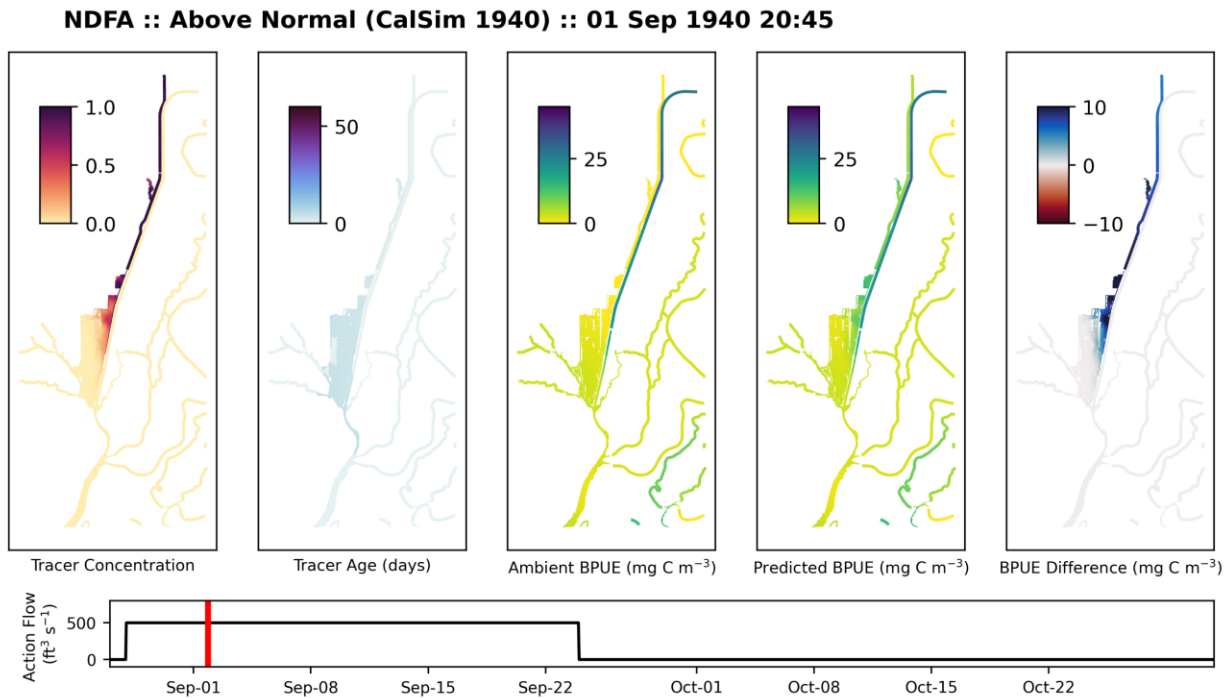 NDFA :: Above Normal (CalSim 1940) :: 01 Sep 1940 20:45
1.0
0.5
0.0
50
0
25
0
25
0
10
0
−10
Tracer Concentration
Tracer Age (days)
Ambient BPUE (mg C m⁻³)
Predicted BPUE (mg C m⁻³)
BPUE Difference (mg C m⁻³)
Action Flow
(ft³ s⁻¹)
500
0
Sep-01 Sep-08 Sep-15 Sep-22 Oct-01 Oct-08 Oct-15 Oct-22